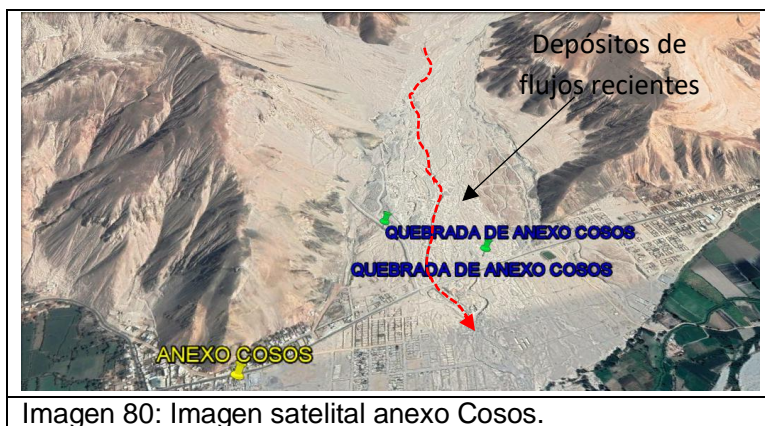 Depósitos de
flujos recientes
QUEBRADA DE ANEXO COSOS
QUEBRADA DE ANEXO COSOS
ANEXO COSOS
Imagen 80: Imagen satelital anexo Cosos.